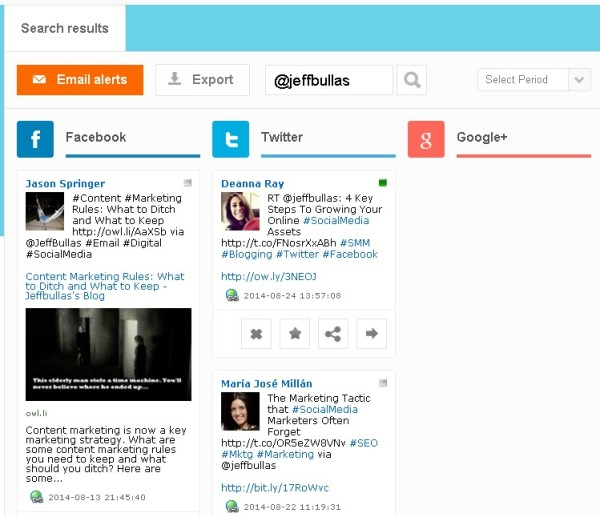 Search results
Email alerts
Export
@jeffbullas
Select Period
f
Facebook
t
Twitter
g
Google+
Jason Springer
#Content #Marketing
Rules: What to Ditch
and What to Keep
http://owl.li/AaXSb via
@JeffBullas #Email #Digital
#SocialMedia
Content Marketing Rules: What
to Ditch and What to Keep -
Jeffbullas's Blog
This elderly man stole a time machine. You'll
never believe where he ended up...
owl.li
Content marketing is now a key
marketing strategy. What are
some content marketing rules
you need to keep and what
should you ditch? Here are
some...
2014-08-13 21:45:40
Deanna Ray
RT @jeffbullas: 4 Key
Steps To Growing Your
Online #SocialMedia
Assets
http://t.co/FNosrXxABh #SMM
#Blogging #Twitter #Facebook
http://ow.ly/3NEOJ
2014-08-24 13:57:08
María José Millán
The Marketing Tactic
that #SocialMedia
Marketers Often
Forget
http://t.co/OR5eZW8VNv #SEO
#Mktg #Marketing via
@jeffbullas
http://bit.ly/17RoWvc
2014-08-22 11:19:31